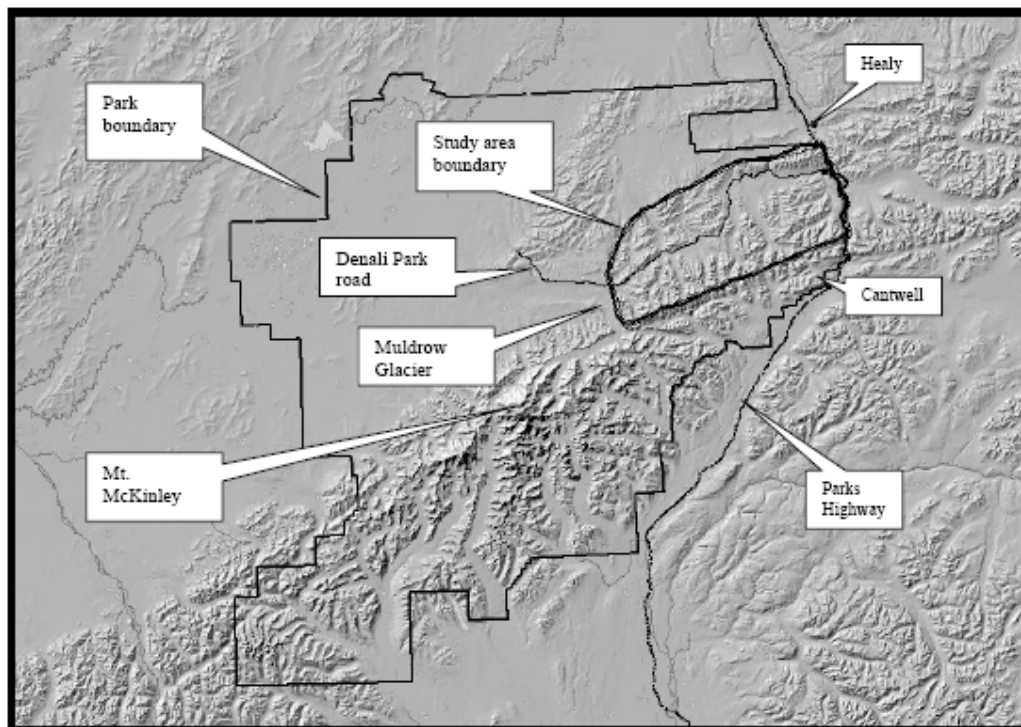 Healy
Park
boundary
Study area
boundary
Denali Park
road
Cantwell
Muldrow
Glacier
Mt.
McKinley
Parks
Highway